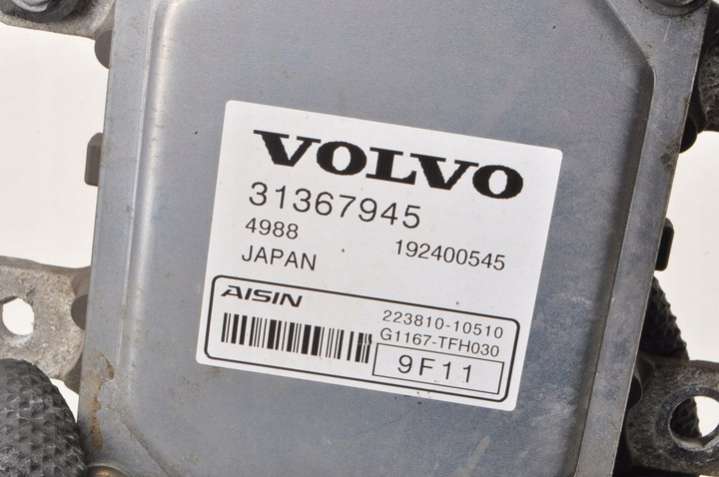 VOLVO
31367945
4988 192400545
JAPAN
AISIN
223810-10510
G1167-TFH030
9F11